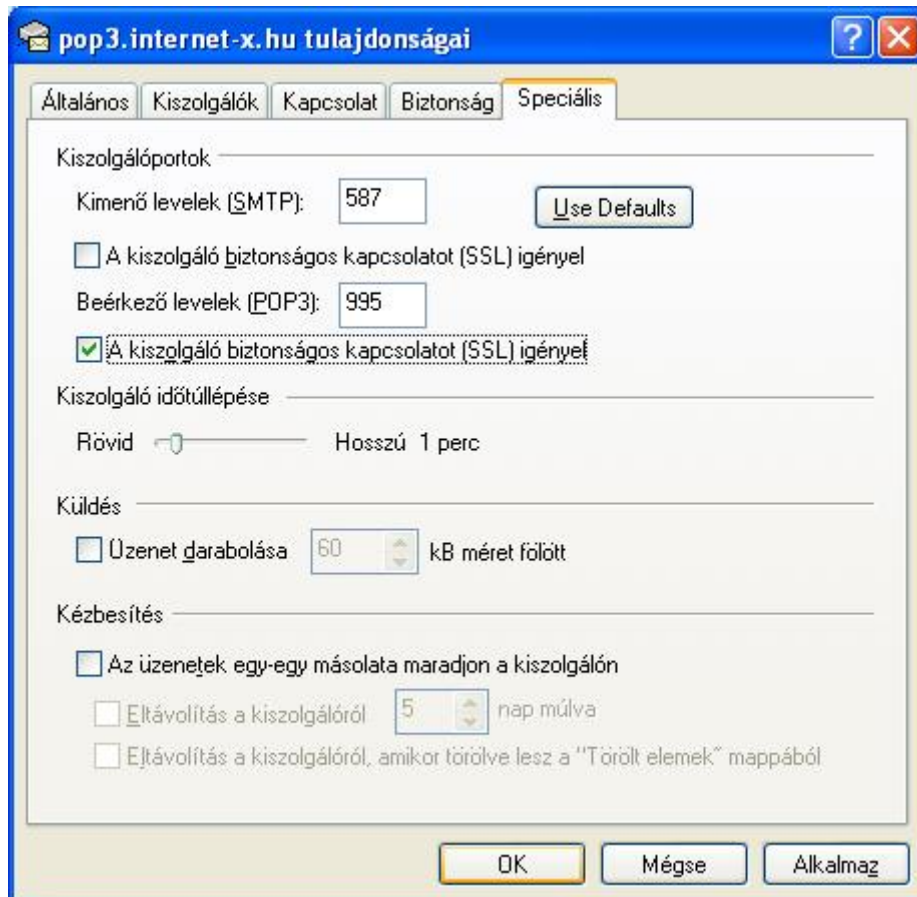 pop3.internet-x.hu tulajdonságai
Általános Kiszolgálók Kapcsolat Biztonság Speciális
Kiszolgálóportok
Kimenő levelek (SMTP): 587 Use Defaults
A kiszolgáló biztonságos kapcsolatot (SSL) igényel
Beérkező levelek (POP3): 995
A kiszolgáló biztonságos kapcsolatot (SSL) igényel
Kiszolgáló időtúllépése
Rövid Hosszú 1 perc
Küldés
Üzenet darabolása 60 kB méret fölött
Kézbesítés
Az üzenetek egy-egy másolata maradjon a kiszolgálón
Eltávolítás a kiszolgálóról 5 nap múlva
Eltávolítás a kiszolgálóról, amikor törölve lesz a "Törölt elemek" mappából
OK Mégse Alkalmaz